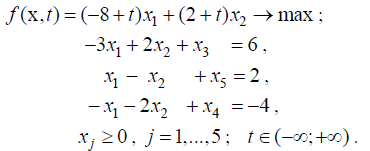 f(x,t) = (−8 + t)x₁ + (2 + t)x₂ → max ;
−3x₁ + 2x₂ + x₃ = 6 ,
x₁ − x₂ + x₅ = 2 ,
−x₁ − 2x₂ + x₄ = −4 ,
xⱼ ≥ 0 , j = 1,...,5 ; t ∈ (−∞; +∞) .